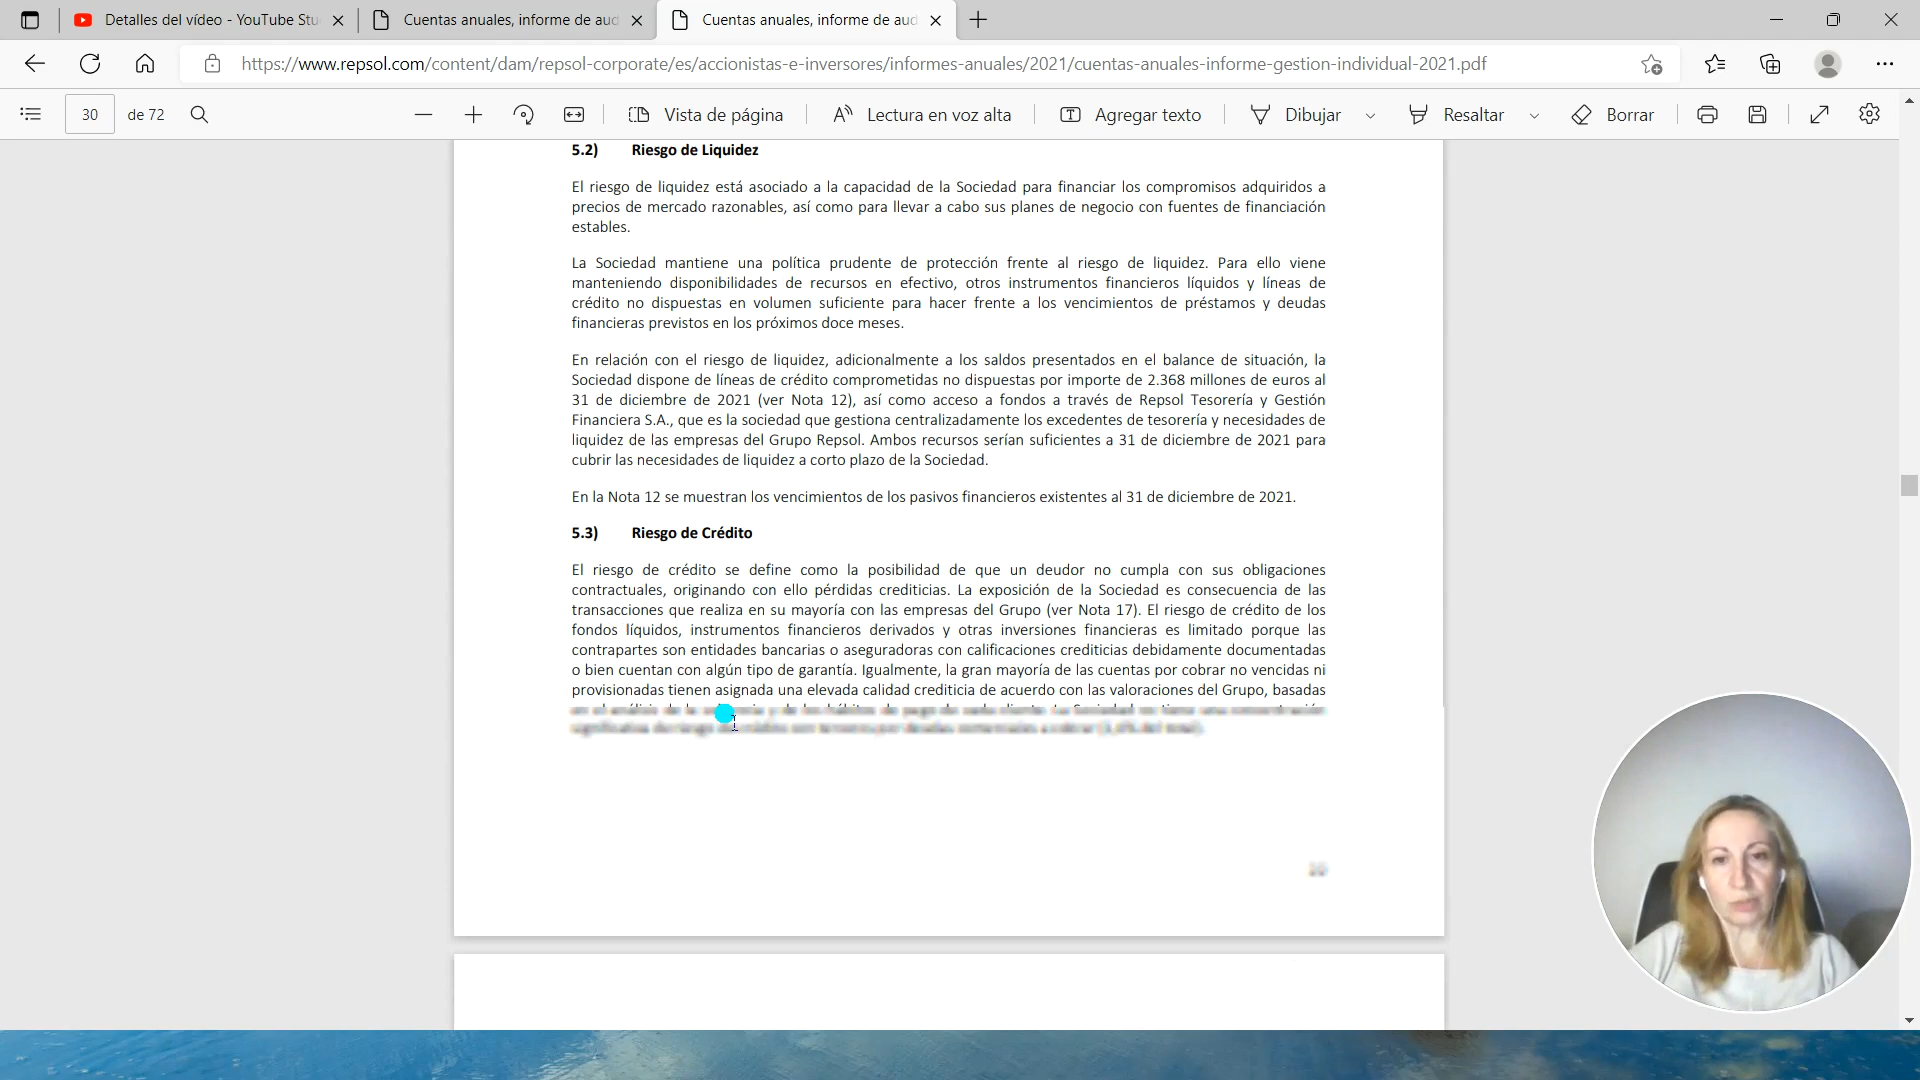 Detalles del vídeo - YouTube Stu
Cuentas anuales, informe de aud
Cuentas anuales, informe de aud
https://www.repsol.com/content/dam/repsol-corporate/es/accionistas-e-inversores/informes-anuales/2021/cuentas-anuales-informe-gestion-individual-2021.pdf
30 de 72 Vista de página Lectura en voz alta Agregar texto Dibujar Resaltar Borrar
5.2) Riesgo de Liquidez
El riesgo de liquidez está asociado a la capacidad de la Sociedad para financiar los compromisos adquiridos a
precios de mercado razonables, así como para llevar a cabo sus planes de negocio con fuentes de financiación
estables.
La Sociedad mantiene una política prudente de protección frente al riesgo de liquidez. Para ello viene
manteniendo disponibilidades de recursos en efectivo, otros instrumentos financieros líquidos y líneas de
crédito no dispuestas en volumen suficiente para hacer frente a los vencimientos de préstamos y deudas
financieras previstos en los próximos doce meses.
En relación con el riesgo de liquidez, adicionalmente a los saldos presentados en el balance de situación, la
Sociedad dispone de líneas de crédito comprometidas no dispuestas por importe de 2.368 millones de euros al
31 de diciembre de 2021 (ver Nota 12), así como acceso a fondos a través de Repsol Tesorería y Gestión
Financiera S.A., que es la sociedad que gestiona centralizadamente los excedentes de tesorería y necesidades de
liquidez de las empresas del Grupo Repsol. Ambos recursos serían suficientes a 31 de diciembre de 2021 para
cubrir las necesidades de liquidez a corto plazo de la Sociedad.
En la Nota 12 se muestran los vencimientos de los pasivos financieros existentes al 31 de diciembre de 2021.
5.3) Riesgo de Crédito
El riesgo de crédito se define como la posibilidad de que un deudor no cumpla con sus obligaciones
contractuales, originando con ello pérdidas crediticias. La exposición de la Sociedad es consecuencia de las
transacciones que realiza en su mayoría con las empresas del Grupo (ver Nota 17). El riesgo de crédito de los
fondos líquidos, instrumentos financieros derivados y otras inversiones financieras es limitado porque las
contrapartes son entidades bancarias o aseguradoras con calificaciones crediticias debidamente documentadas
o bien cuentan con algún tipo de garantía. Igualmente, la gran mayoría de las cuentas por cobrar no vencidas ni
provisionadas tienen asignada una elevada calidad crediticia de acuerdo con las valoraciones del Grupo, basadas